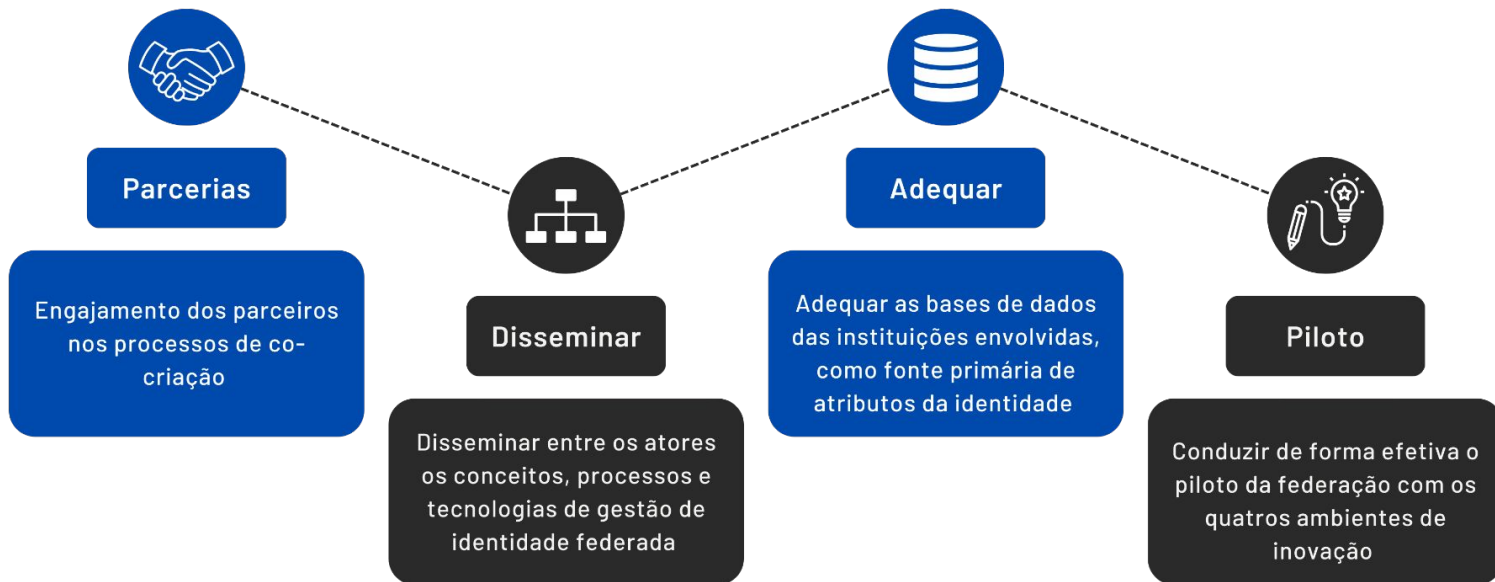 Parcerias
Engajamento dos parceiros
nos processos de co-
criação
Disseminar
Disseminar entre os atores
os conceitos, processos e
tecnologias de gestão de
identidade federada
Adequar
Adequar as bases de dados
das instituições envolvidas,
como fonte primária de
atributos da identidade
Piloto
Conduzir de forma efetiva o
piloto da federação com os
quatros ambientes de
inovação